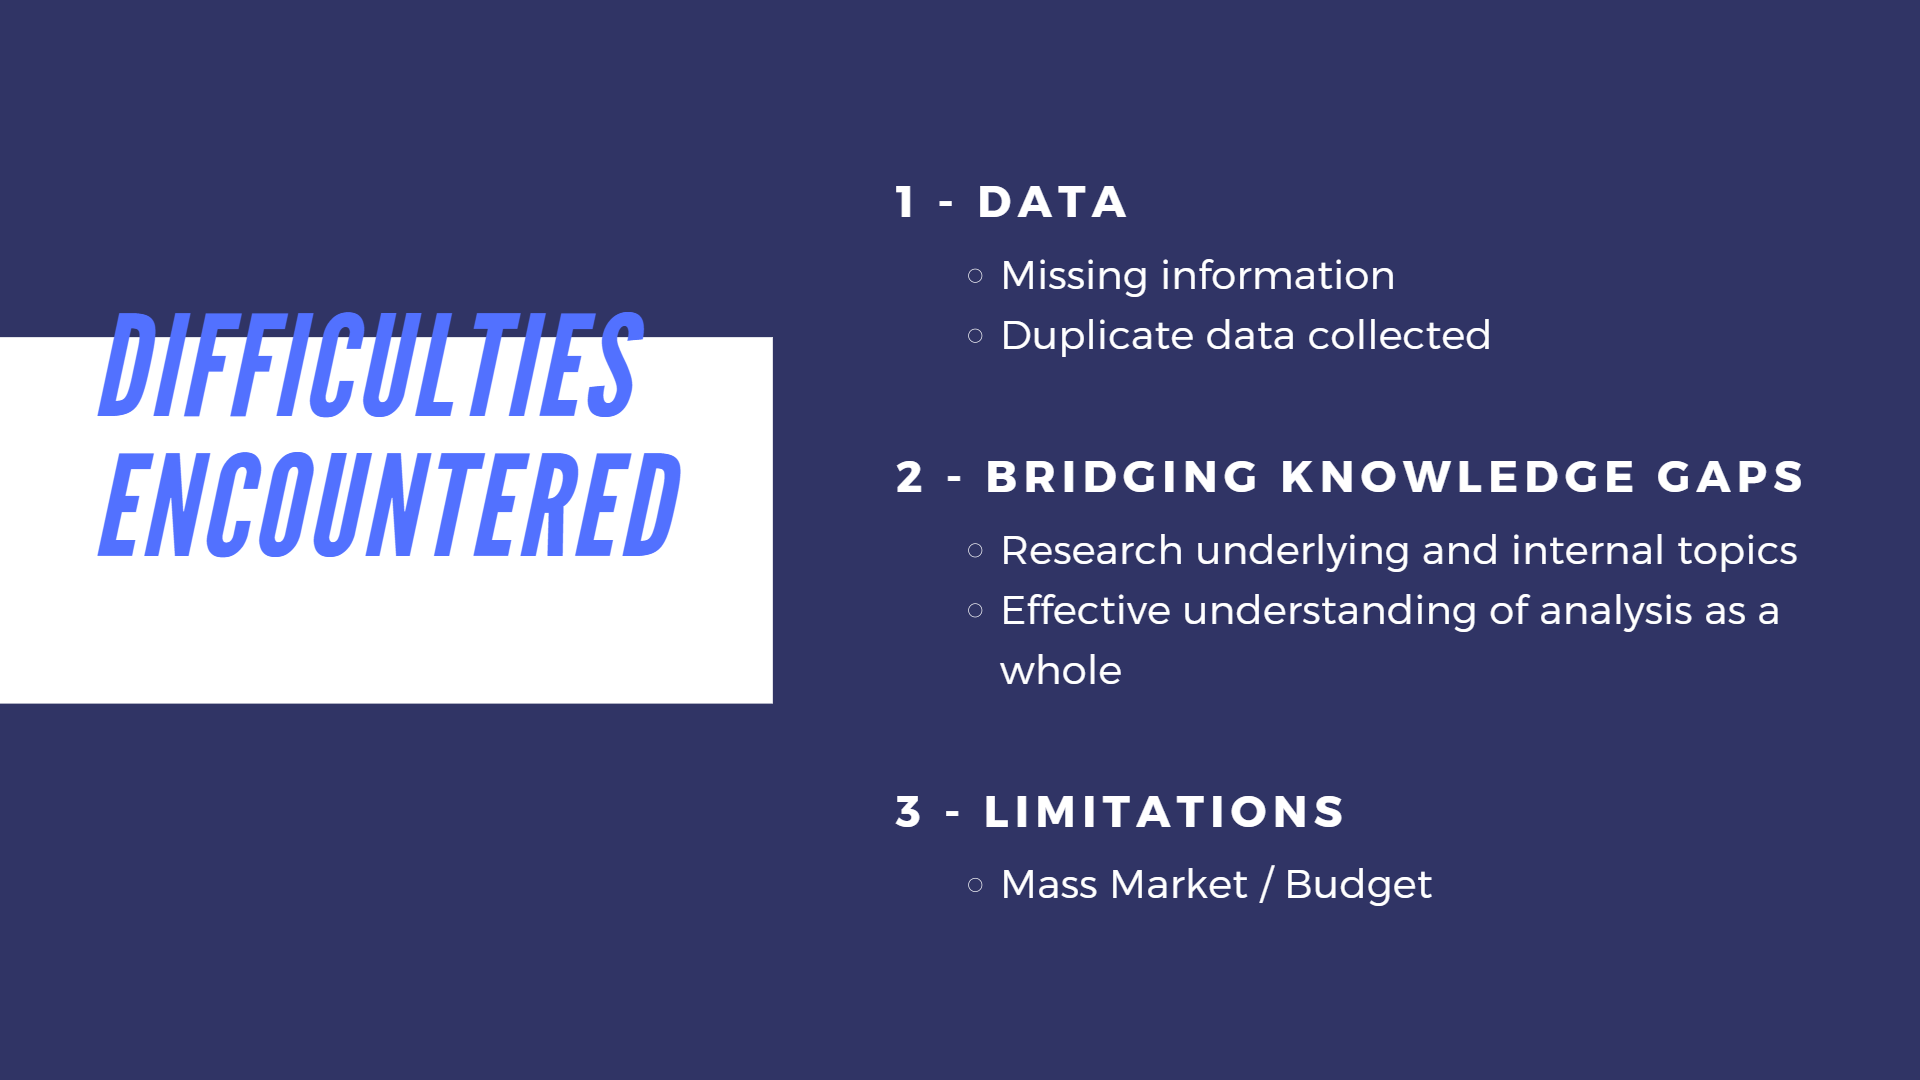 DIFFICULTIES
ENCOUNTERED
1 - DATA
Missing information
Duplicate data collected
2 - BRIDGING KNOWLEDGE GAPS
Research underlying and internal topics
Effective understanding of analysis as a
whole
3 - LIMITATIONS
Mass Market / Budget